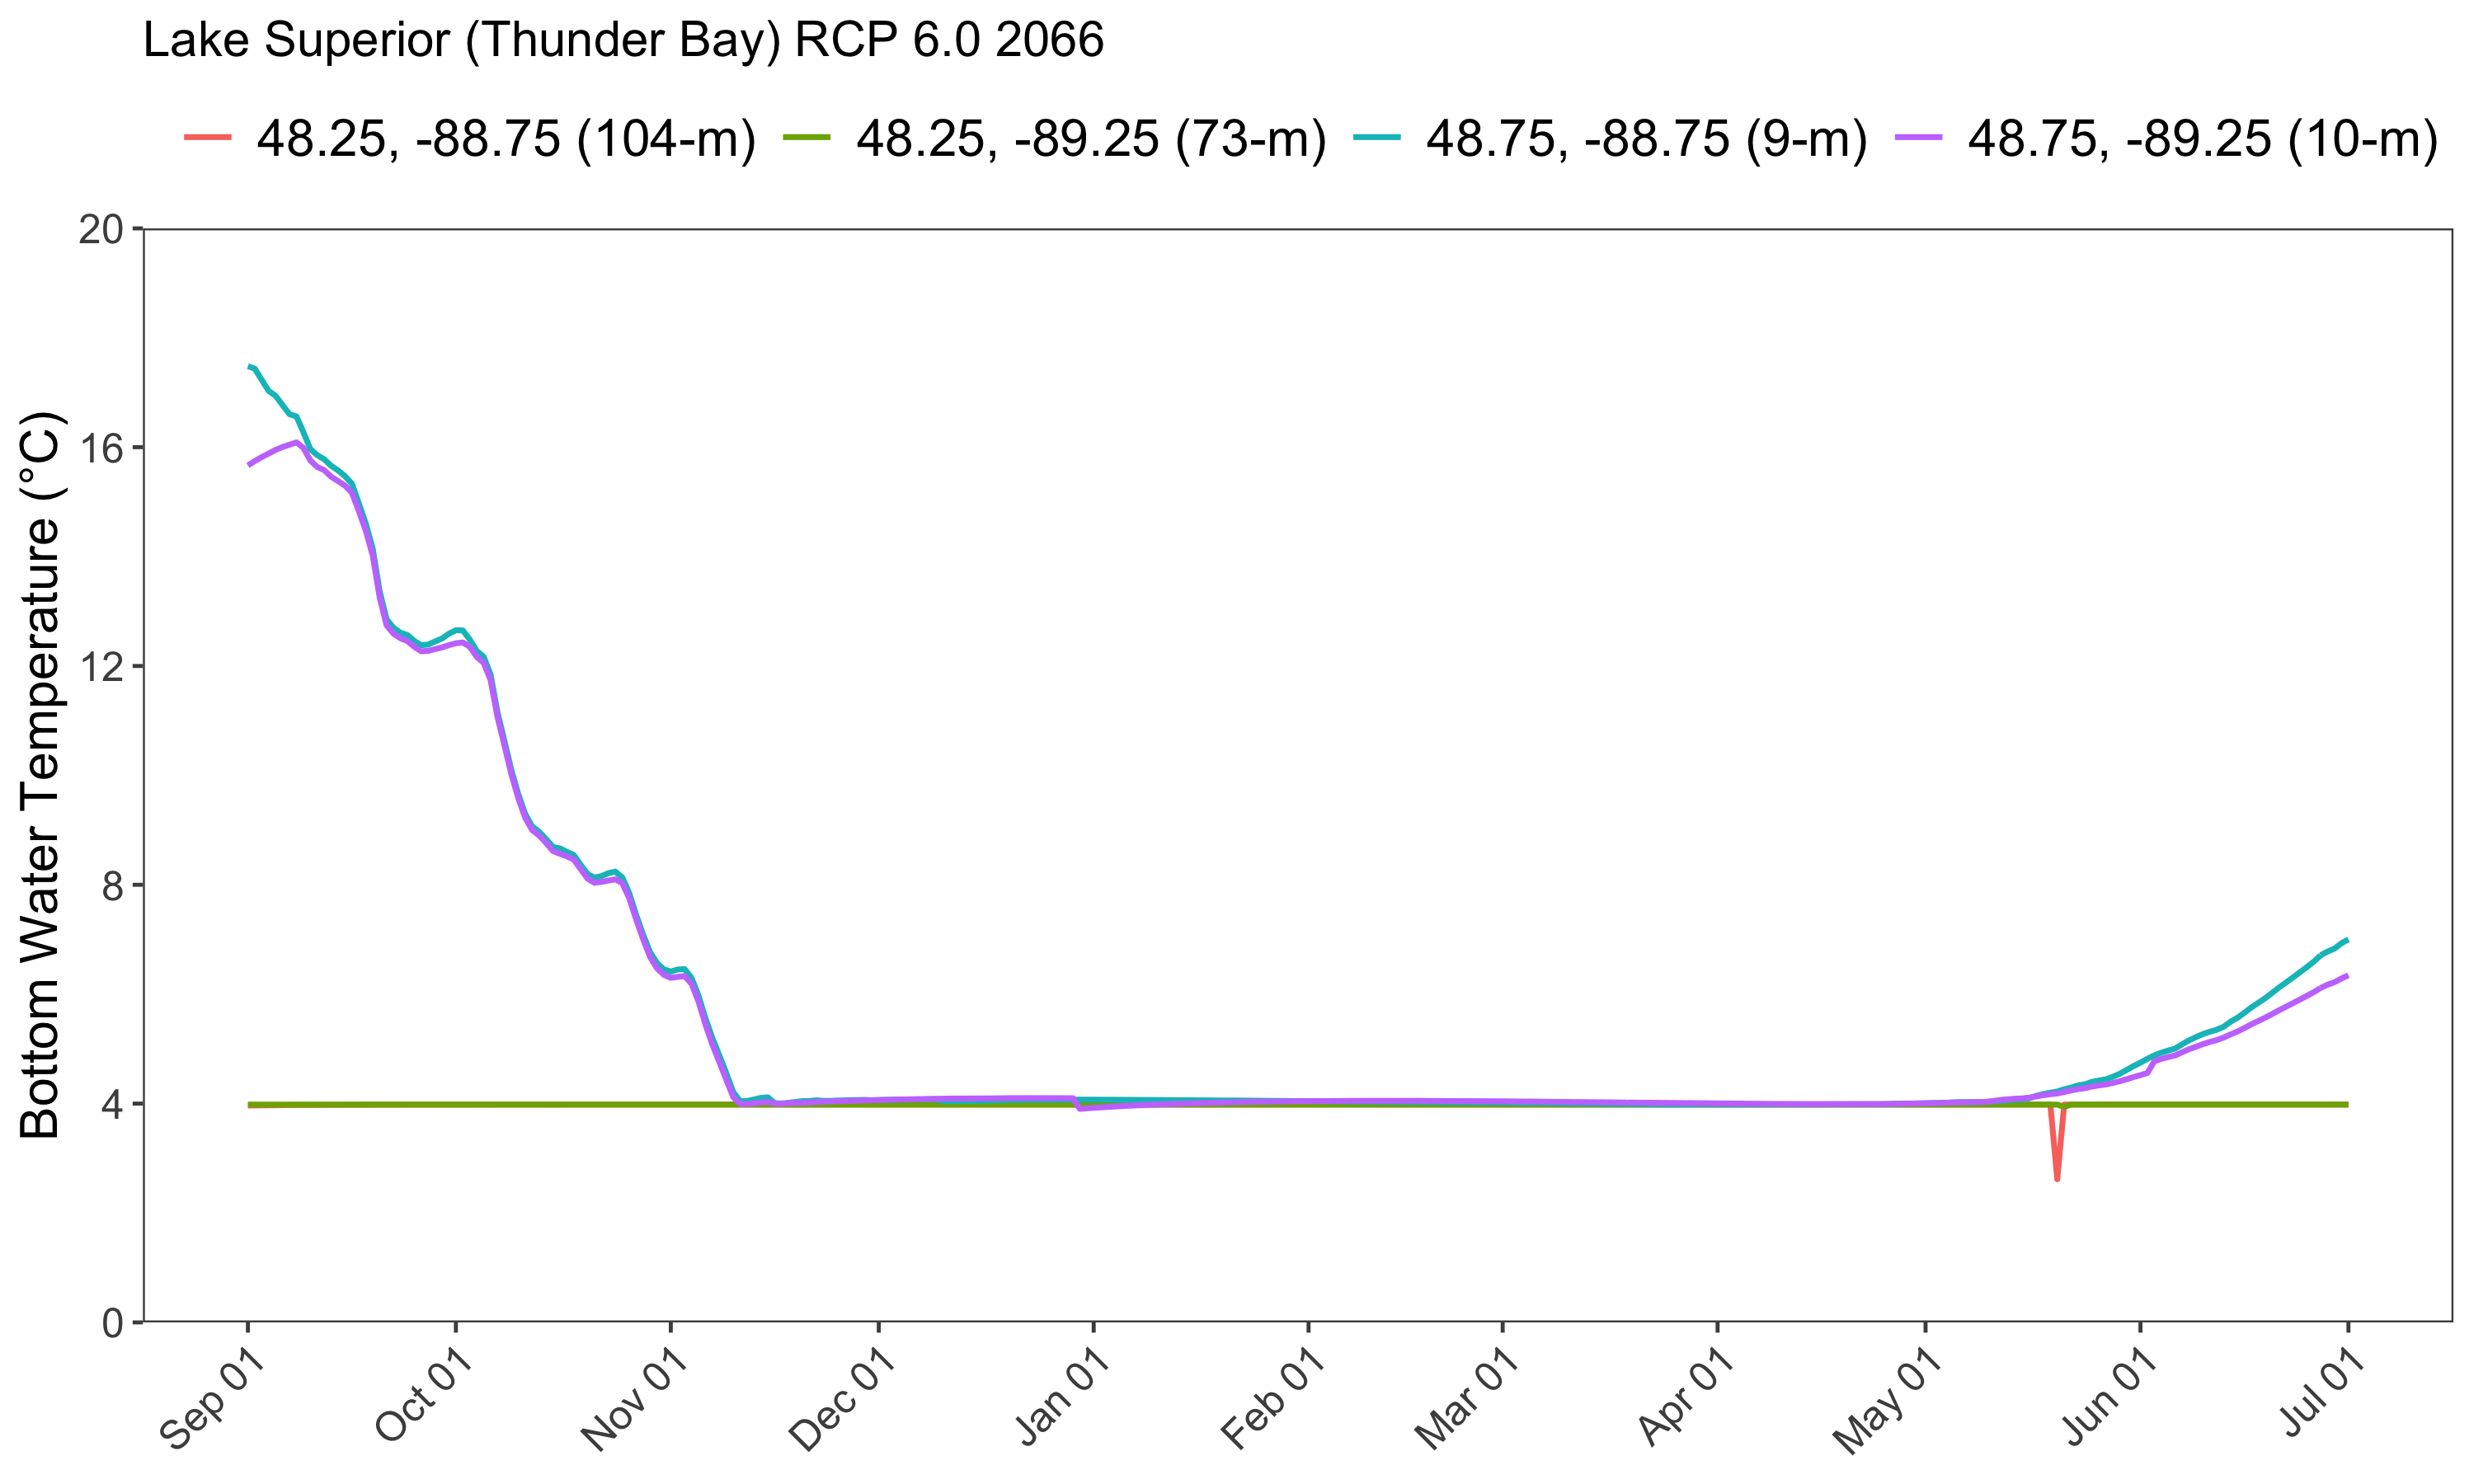 Lake Superior (Thunder Bay) RCP 6.0 2066
48.25, -88.75 (104-m) 48.25, -89.25 (73-m) 48.75, -88.75 (9-m) 48.75, -89.25 (10-m)
Bottom Water Temperature (°C)
20
16
12
8
4
0
Sep 01 Oct 01 Nov 01 Dec 01 Jan 01 Feb 01 Mar 01 Apr 01 May 01 Jun 01 Jul 01